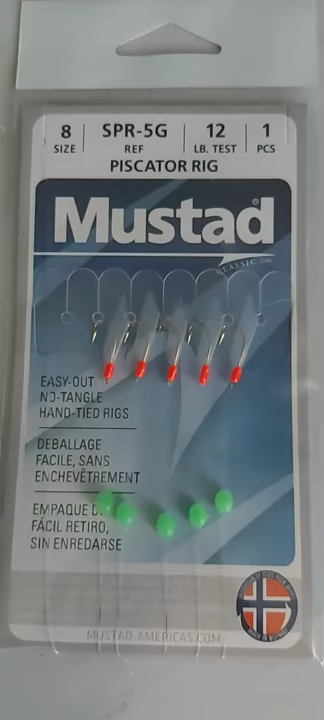 8 SPR-5G 12 1
SIZE REF LB. TEST PCS
PISCATOR RIG
Mustad®
CLASSIC
EASY-OUT
NO-TANGLE
HAND-TIED RIGS
DEBALLAGE
FACILE, SANS
ENCHEVÊTREMENT
EMPAQUE D
FÁCIL RETIRO,
SIN ENREDARSE
MUSTAD-AMERICAS.COM